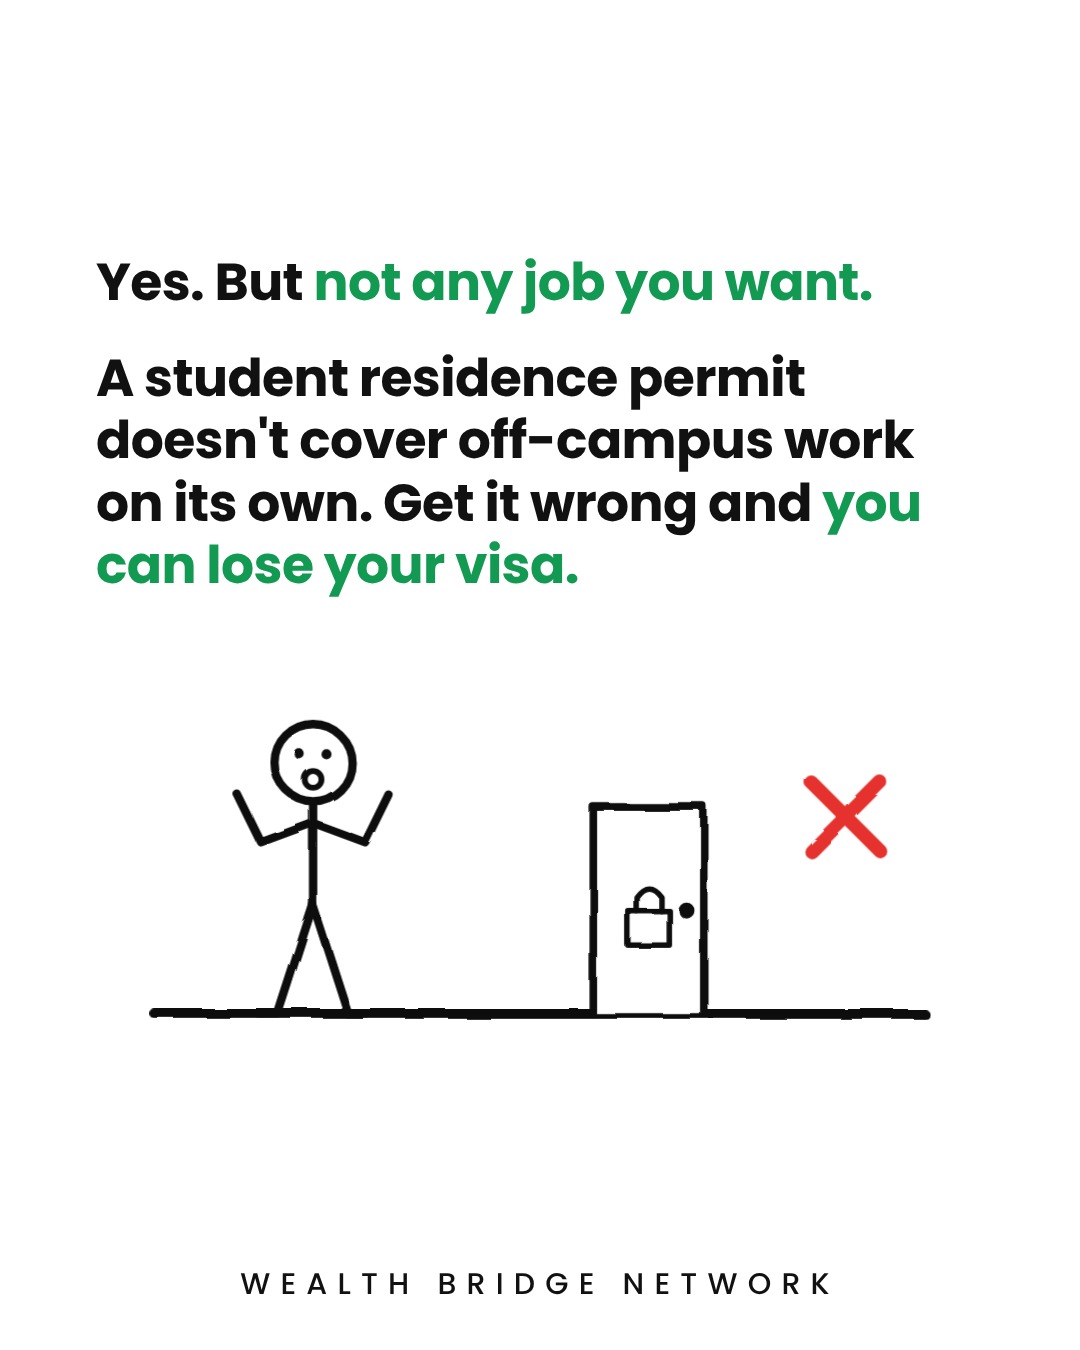 Yes. But not any job you want.
A student residence permit
doesn't cover off-campus work
on its own. Get it wrong and you
can lose your visa.
WEALTH BRIDGE NETWORK